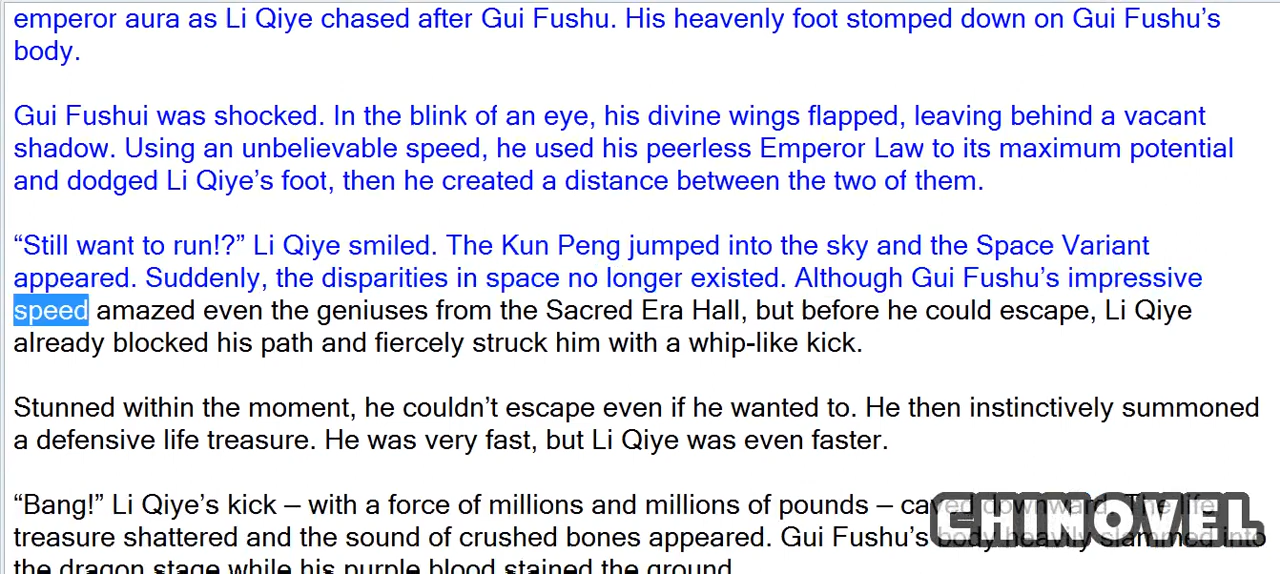 emperor aura as Li Qiye chased after Gui Fushu. His heavenly foot stomped down on Gui Fushu’s
body.
Gui Fushui was shocked. In the blink of an eye, his divine wings flapped, leaving behind a vacant
shadow. Using an unbelievable speed, he used his peerless Emperor Law to its maximum potential
and dodged Li Qiye’s foot, then he created a distance between the two of them.
“Still want to run!?” Li Qiye smiled. The Kun Peng jumped into the sky and the Space Variant
appeared. Suddenly, the disparities in space no longer existed. Although Gui Fushu’s impressive
speed amazed even the geniuses from the Sacred Era Hall, but before he could escape, Li Qiye
already blocked his path and fiercely struck him with a whip-like kick.
Stunned within the moment, he couldn’t escape even if he wanted to. He then instinctively summoned
a defensive life treasure. He was very fast, but Li Qiye was even faster.
“Bang!” Li Qiye’s kick – with a force of millions and millions of pounds – caved downward. The life
treasure shattered and the sound of crushed bones appeared. Gui Fushu’s body heavily slammed into
the dragon stage while his purple blood stained the ground.
CHINOVEL